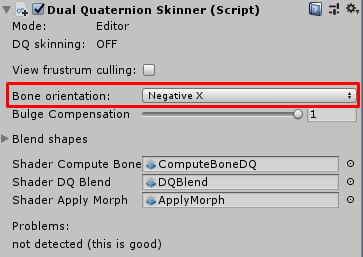 Dual Quaternion Skinner (Script)
Mode: Editor
DQ skinning: OFF
View frustrum culling:
Bone orientation: Negative X
Bulge Compensation 1
Blend shapes
Shader Compute Bone ComputeBoneDQ
Shader DQ Blend DQBlend
Shader Apply Morph ApplyMorph
Problems:
not detected (this is good)